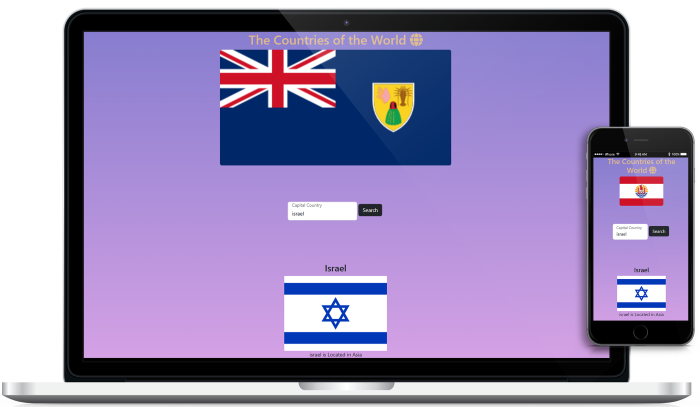 The Countries of the World
Capital Country
israel
Search
Israel
Israel is Located in Asia
The Countries of the
World
Capital Country
israel
Search
Israel
Israel is Located in Asia